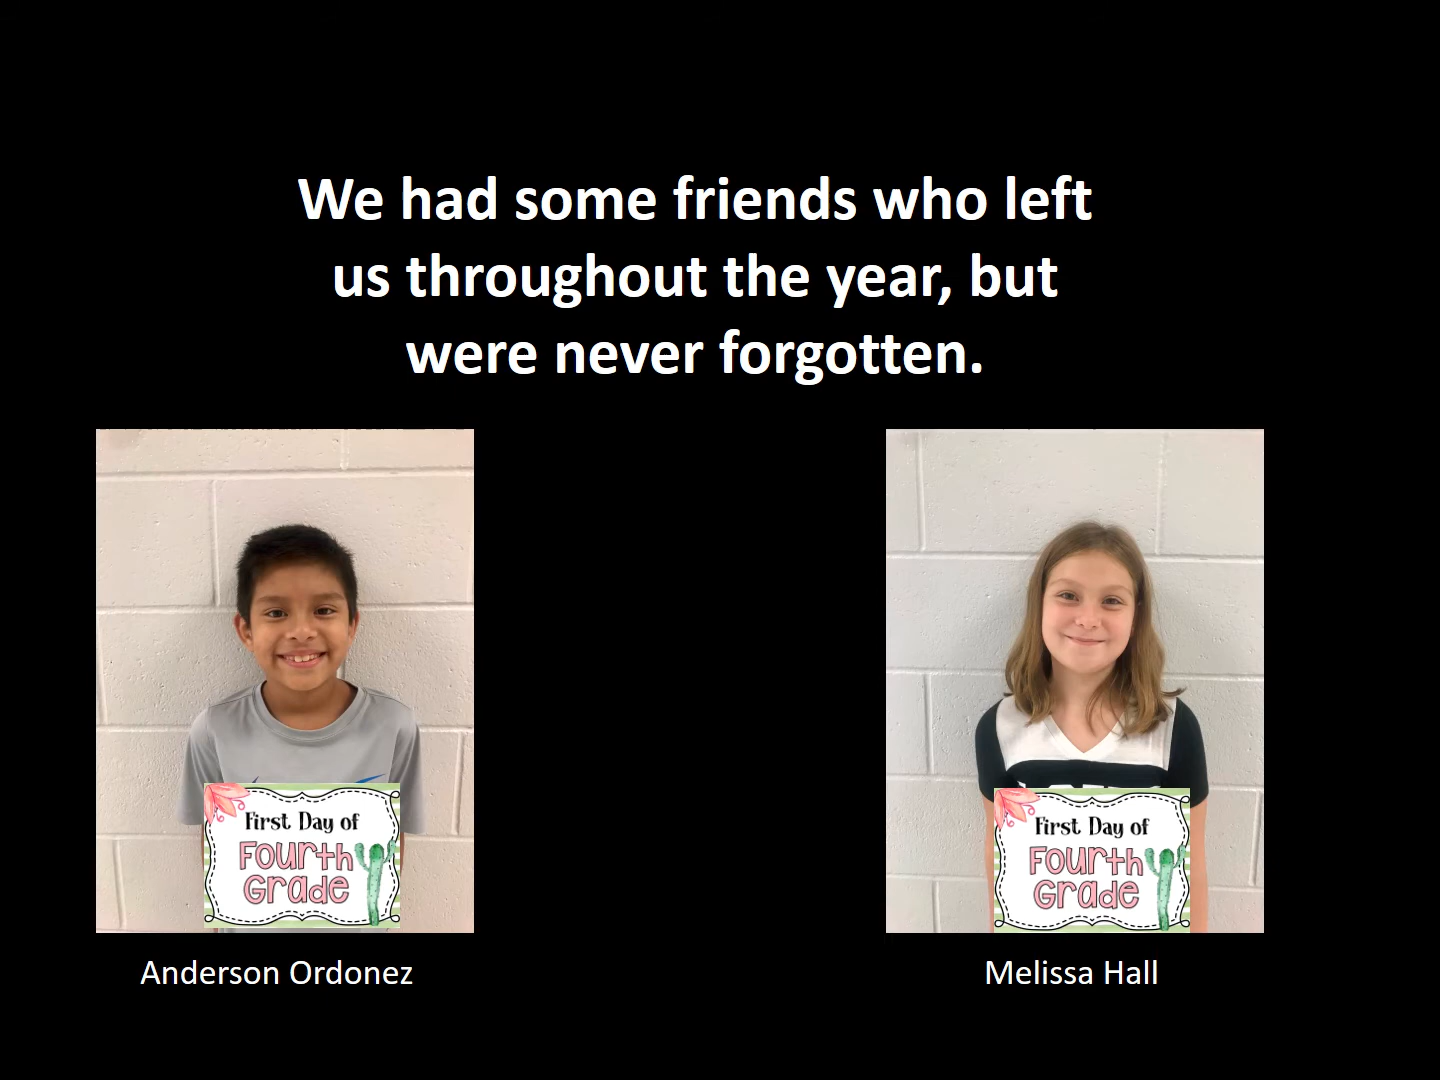 We had some friends who left
us throughout the year, but
were never forgotten.
First Day of
Fourth
Grade
First Day of
Fourth
Grade
Anderson Ordonez
Melissa Hall